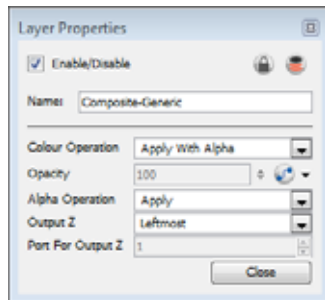 Layer Properties
Enable/Disable
Name: Composite-Generic
Colour Operation Apply With Alpha
Opacity 100
Alpha Operation Apply
Output Z Leftmost
Port For Output Z 1
Close